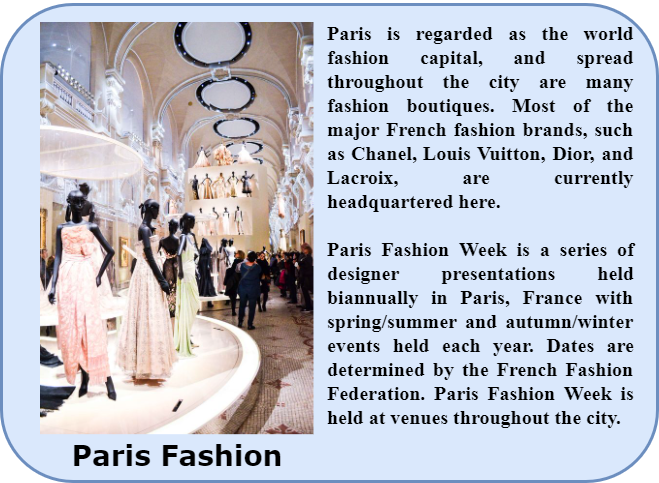 Paris is regarded as the world
fashion capital, and spread
throughout the city are many
fashion boutiques. Most of the
major French fashion brands, such
as Chanel, Louis Vuitton, Dior, and
Lacroix, are currently
headquartered here.
Paris Fashion Week is a series of
designer presentations held
biannually in Paris, France with
spring/summer and autumn/winter
events held each year. Dates are
determined by the French Fashion
Federation. Paris Fashion Week is
held at venues throughout the city.
Paris Fashion